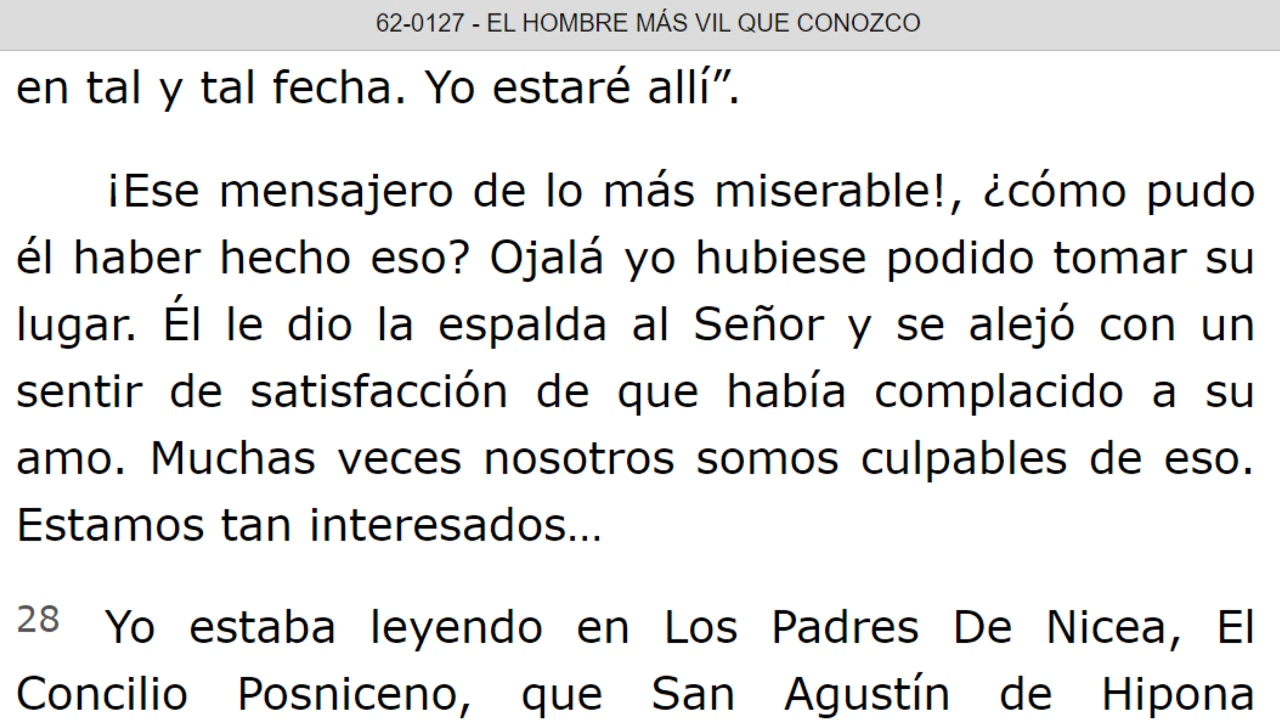 62-0127 - EL HOMBRE MÁS VIL QUE CONOZCO
en tal y tal fecha. Yo estaré allí”.
¡Ese mensajero de lo más miserable!, ¿cómo pudo
él haber hecho eso? Ojalá yo hubiese podido tomar su
lugar. Él le dio la espalda al Señor y se alejó con un
sentir de satisfacción de que había complacido a su
amo. Muchas veces nosotros somos culpables de eso.
Estamos tan interesados…
28 Yo estaba leyendo en Los Padres De Nicea, El
Concilio Posniceno, que San Agustín de Hipona